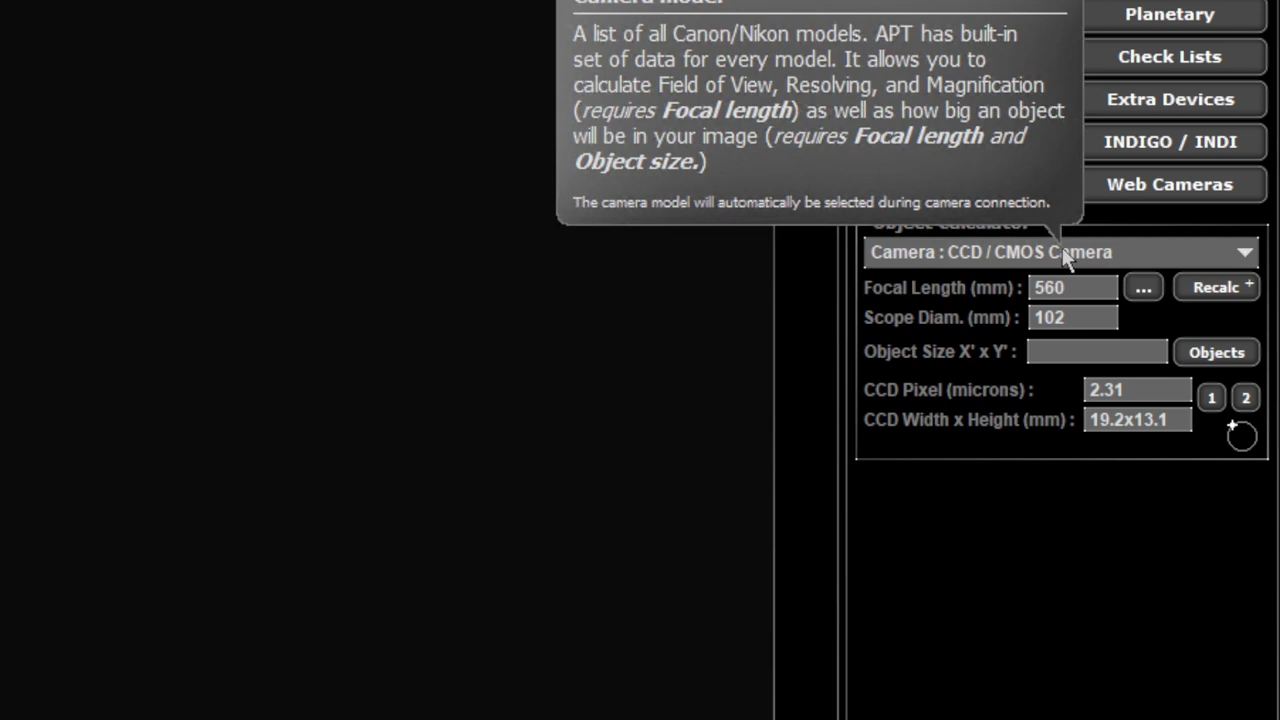 Camera model
A list of all Canon/Nikon models. APT has built-in
set of data for every model. It allows you to
calculate Field of View, Resolving, and Magnification
(requires Focal length) as well as how big an object
will be in your image (requires Focal length and
Object size.)
The camera model will automatically be selected during camera connection.
Planetary
Check Lists
Extra Devices
INDIGO / INDI
Web Cameras
Object Calculator
Camera : CCD / CMOS Camera
Focal Length (mm) : 560 ... Recalc +
Scope Diam. (mm) : 102
Object Size X' x Y' : Objects
CCD Pixel (microns) : 2.31 1 2
CCD Width x Height (mm) : 19.2x13.1